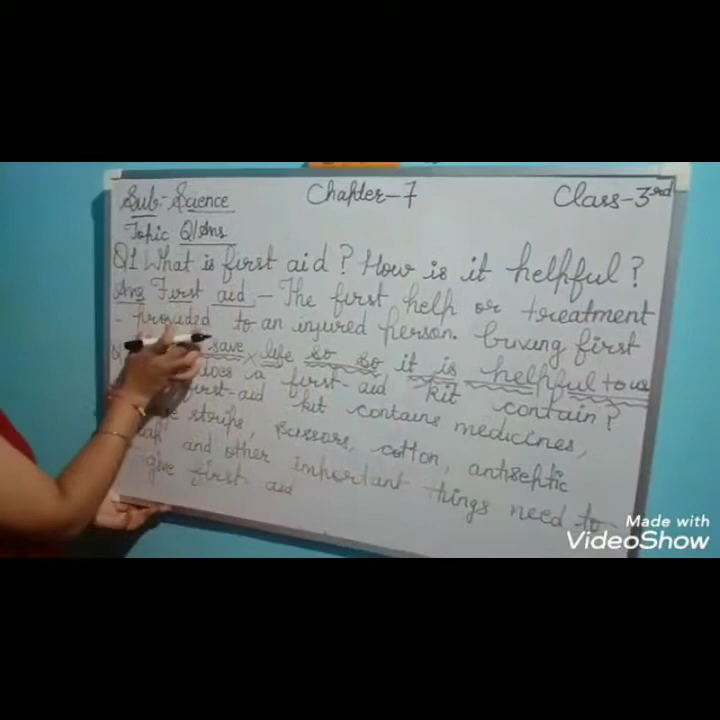 Sub:- Science Chapter-7 Class-3rd
Topic Q/Ans
Q1 What is first aid? How is it helpful?
Ans First aid - The first help or treatment
- provided to an injured person. Giving first
save life so so it is helpful to us
does a first-aid kit contain?
first-aid kit contains medicines,
strips, scissors, cotton, antiseptic
and other important things need to
give first aid
Made with
VideoShow